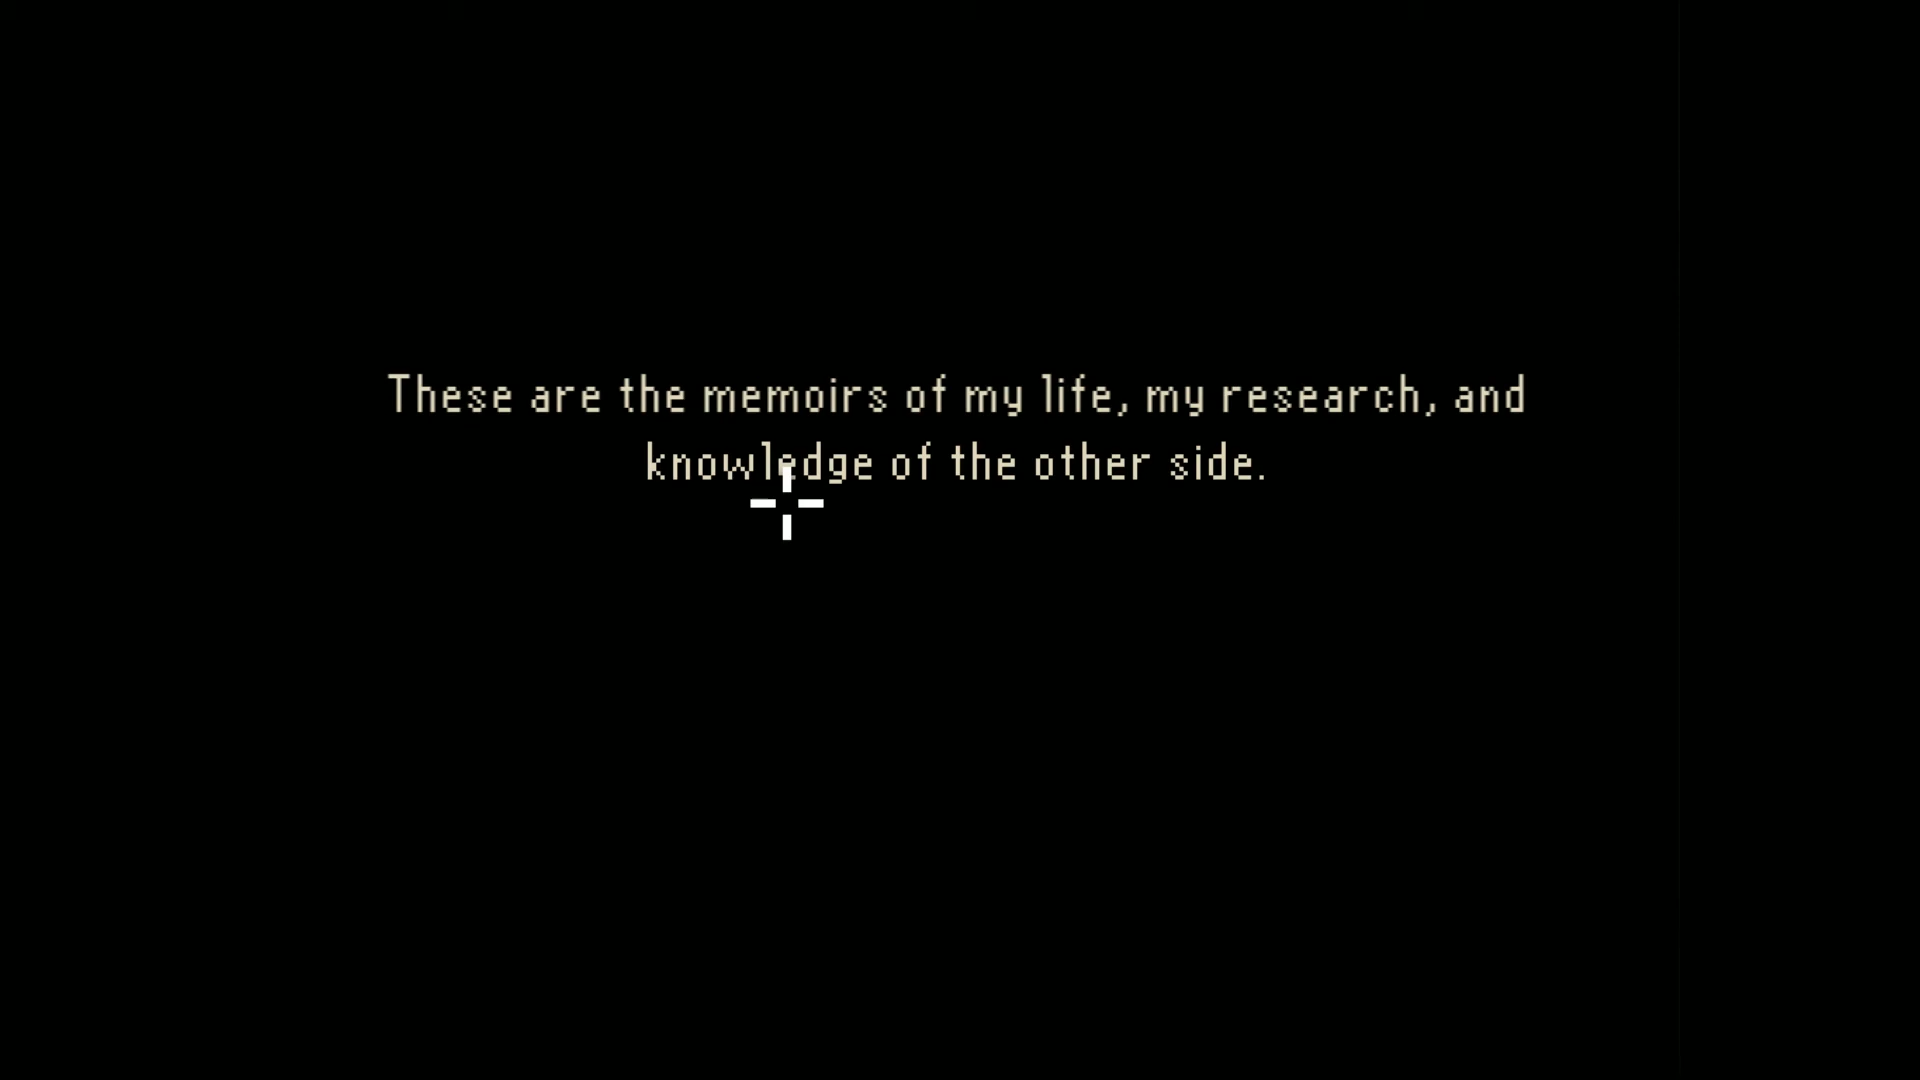 These are the memoirs of my life, my research, and
knowledge of the other side.